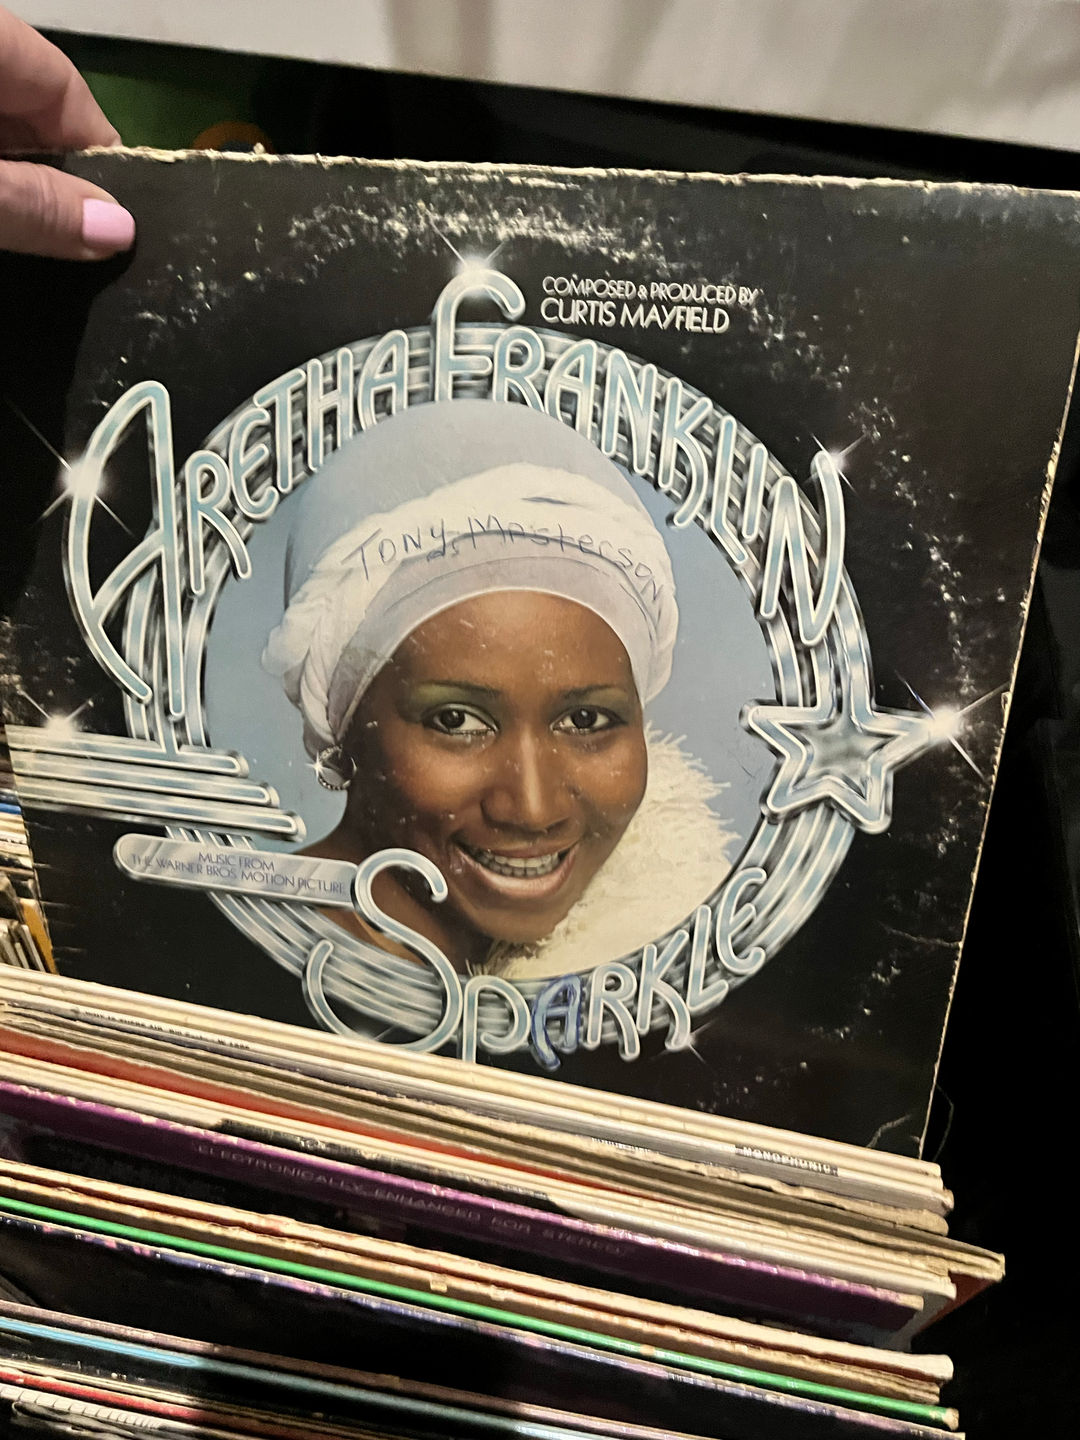 COMPOSED & PRODUCED BY
CURTIS MAYFIELD
ARETHA FRANKLIN
TONY Masterson
MUSIC FROM
THE WARNER BROS. MOTION PICTURE
SPARKLE
MONOPHONIC
ELECTRONICALLY ENHANCED FOR STEREO